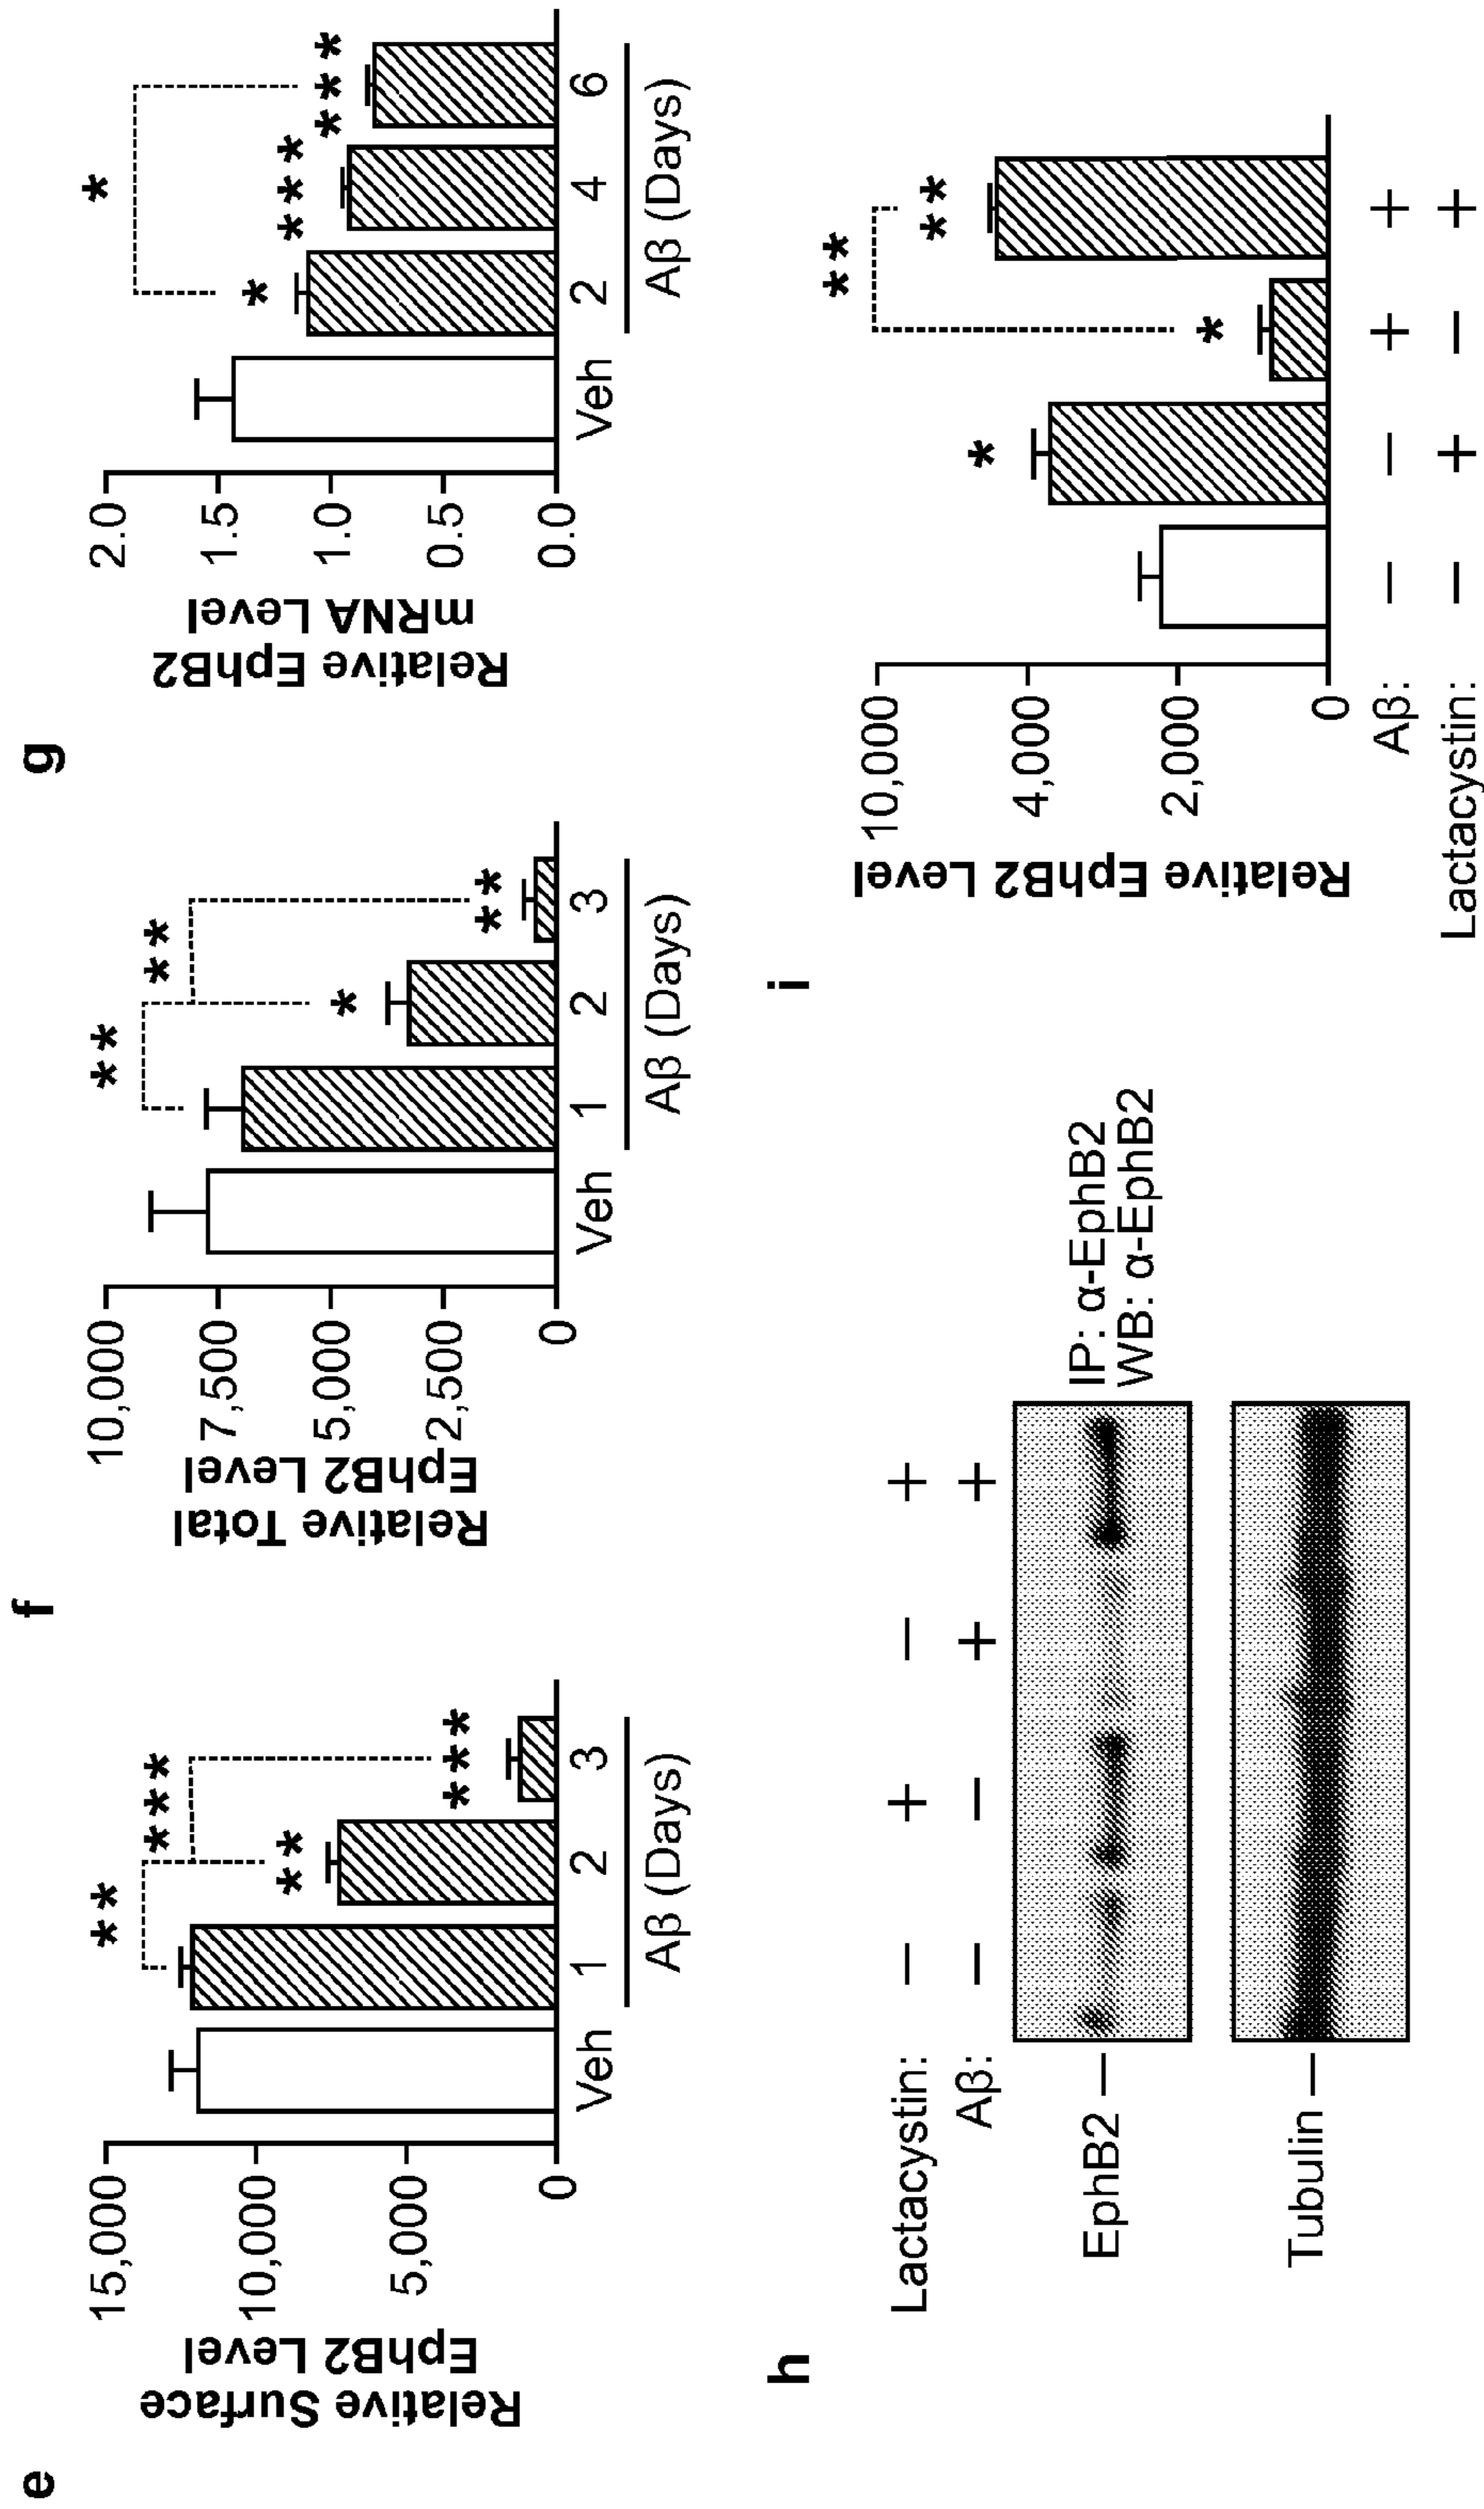 e
Relative Surface
EphB2 Level
15,000
10,000
5,000
0
** ***
** ***
Veh 1 2 3
Aβ (Days)
f
Relative Total
EphB2 Level
10,000
7,500
5,000
2,500
0
** **
* **
Veh 1 2 3
Aβ (Days)
g
Relative EphB2
mRNA Level
2.0
1.5
1.0
0.5
0.0
*
* *** ***
Veh 2 4 6
Aβ (Days)
h
Lactacystin: – + – +
Aβ: – – + +
EphB2 –
IP: α-EphB2
WB: α-EphB2
Tubulin –
i
Relative EphB2 Level
10,000
4,000
2,000
0
**
* * **
Aβ: – – + +
Lactacystin: – + – +